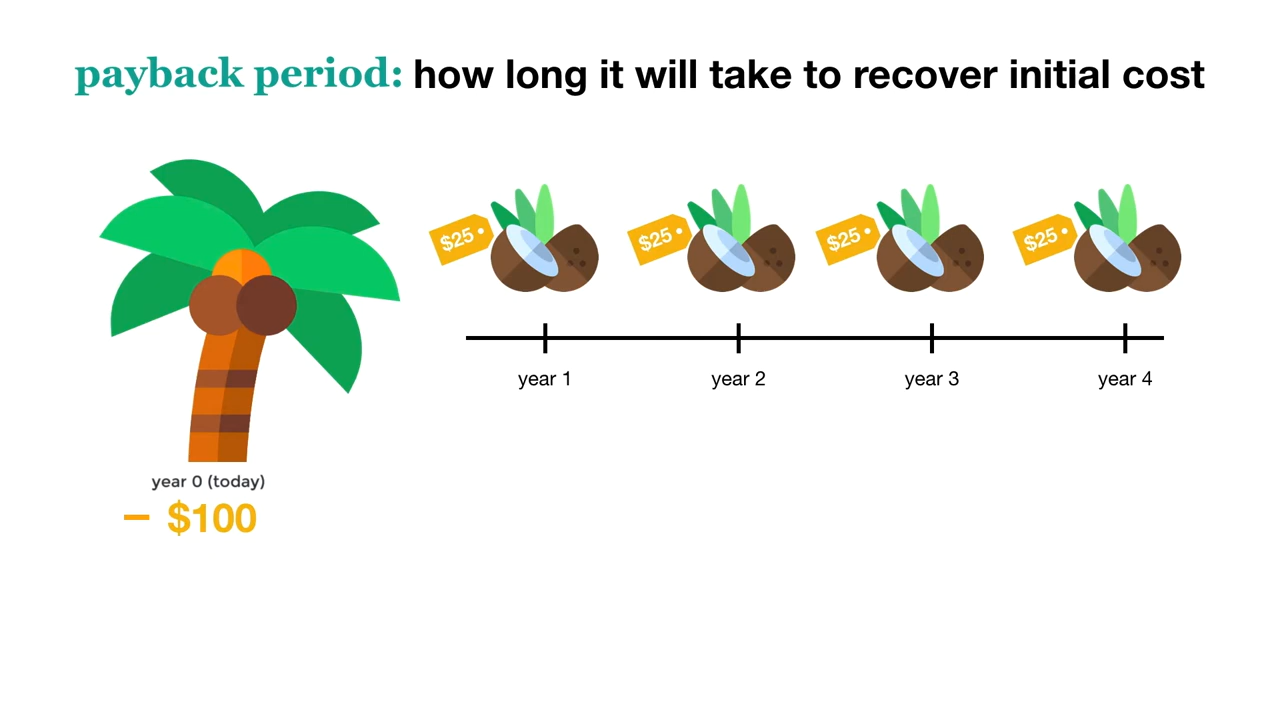 payback period: how long it will take to recover initial cost
$25 $25 $25 $25
year 1 year 2 year 3 year 4
year 0 (today)
– $100